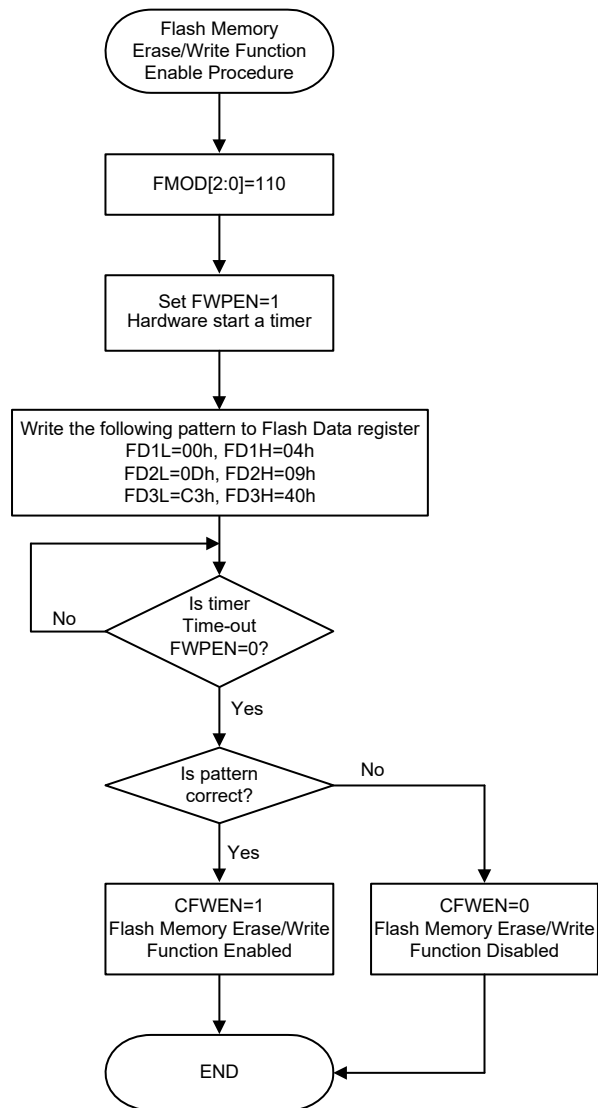 Flash Memory
Erase/Write Function
Enable Procedure
FMOD[2:0]=110
Set FWPEN=1
Hardware start a timer
Write the following pattern to Flash Data register
FD1L=00h, FD1H=04h
FD2L=0Dh, FD2H=09h
FD3L=C3h, FD3H=40h
Is timer
Time-out
FWPEN=0?
No
Yes
Is pattern
correct?
No
Yes
CFWEN=1
Flash Memory Erase/Write
Function Enabled
CFWEN=0
Flash Memory Erase/Write
Function Disabled
END